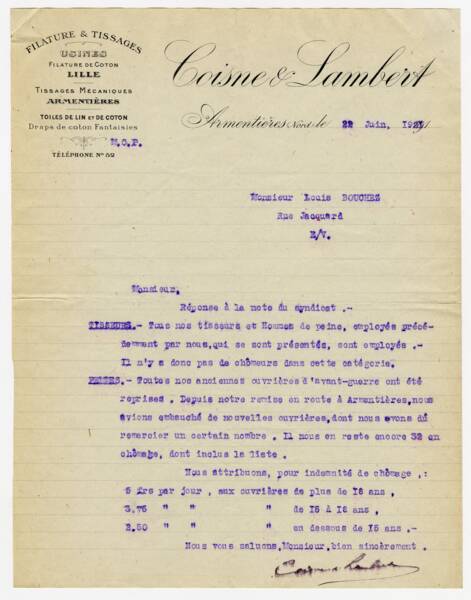 FILATURE & TISSAGES
USINES
FILATURE DE COTON
LILLE
TISSAGES MÉCANIQUES
ARMENTIÈRES
TOILES DE LIN ET DE COTON
Draps de coton Fantaisies
TÉLÉPHONE N° 52
Coisne & Lambert
Armentières Nord, le 22 Juin, 1921
Monsieur Louis BOUCHEZ
Rue Jacquard
E/V.
Monsieur,
Réponse à la note du syndicat .-
TISSEURS.- Tous nos tisseurs et Hommes de peine, employés précé-
demment par nous,qui se sont présentés, sont employés .-
Il n'y a donc pas de chômeurs dans cette catégorie.
- Toutes nos anciennes ouvrières d'avant-guerre ont été
reprises . Depuis notre remise en route à Armentières,nous
avions embauché de nouvelles ouvrières,dont nous avons dû
remercier un certain nombre . Il nous en reste encore 32 en
chômage, dont inclus la liste .
Nous attribuons, pour indemnité de chômage ,:
5 frs par jour , aux ouvrières de plus de 18 ans ,
3,75 " " " de 15 à 18 ans ,
2.50 " " " en dessous de 15 ans .-
Nous vous saluons,Monsieur,bien sincèrement .
Coisne & Lambert